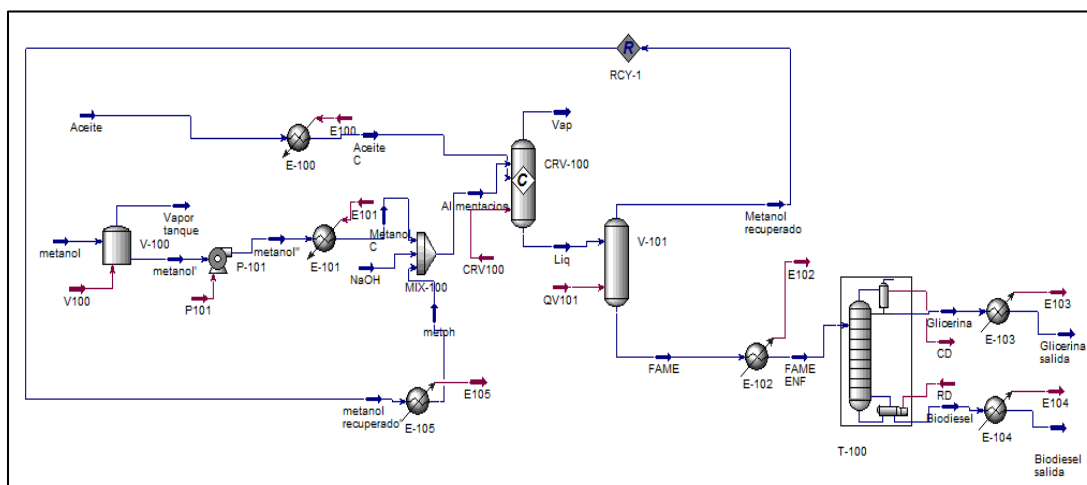 R
RCY-1
Aceite
E100
E-100
Aceite
C
Vap
CRV-100
C
Vapor
tanque
metanol
V-100
metanol'
V100
P-101
P101
metanol"
E101
E-101
Metanol
C
NaOH
MIX-100
Alimentacion
CRV100
Liq
metph
V-101
QV101
Metanol
recuperado
metanol
recuperado'
E105
E-105
FAME
E102
E-102
FAME
ENF
T-100
Glicerina
CD
E103
E-103
Glicerina
salida
RD
Biodiesel
E104
E-104
Biodiesel
salida